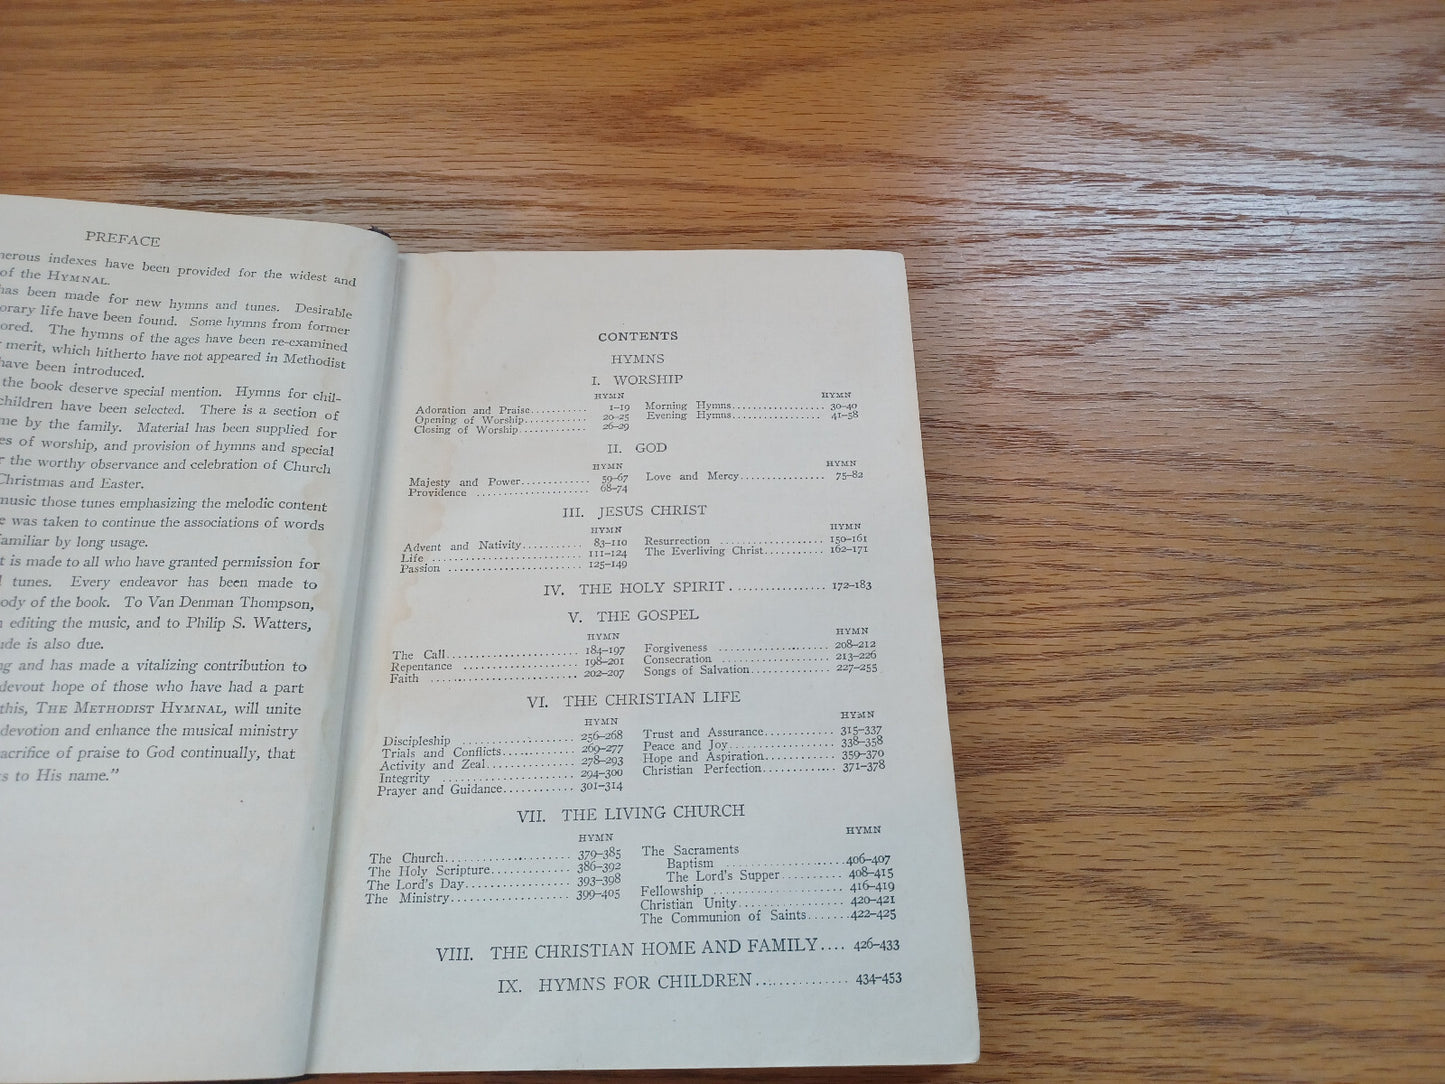 PREFACE
indexes have been provided for the widest and
of the HYMNAL.
has been made for new hymns and tunes. Desirable
life have been found. Some hymns from former
The hymns of the ages have been re-examined
merit, which hitherto have not appeared in Methodist
have been introduced.
the book deserve special mention. Hymns for chil-
children have been selected. There is a section of
by the family. Material has been supplied for
of worship, and provision of hymns and special
the worthy observance and celebration of Church
Christmas and Easter.
music those tunes emphasizing the melodic content
was taken to continue the associations of words
familiar by long usage.
is made to all who have granted permission for
tunes. Every endeavor has been made to
body of the book. To Van Denman Thompson,
editing the music, and to Philip S. Watters,
is also due.
and has made a vitalizing contribution to
devout hope of those who have had a part
this, THE METHODIST HYMNAL, will unite
devotion and enhance the musical ministry
sacrifice of praise to God continually, that
to His name."
CONTENTS
HYMNS
I. WORSHIP
HYMN
Adoration and Praise........... 1-19
Opening of Worship............ 20-25
Closing of Worship............. 26-29
HYMN
Morning Hymns.................. 30-40
Evening Hymns.................. 41-58
II. GOD
HYMN
Majesty and Power............. 59-67
Providence .................... 68-74
HYMN
Love and Mercy................. 75-82
III. JESUS CHRIST
HYMN
Advent and Nativity........... 83-110
Life .......................... 111-124
Passion ....................... 125-149
HYMN
Resurrection .................. 150-161
The Everliving Christ........... 162-171
IV. THE HOLY SPIRIT .............. 172-183
V. THE GOSPEL
HYMN
The Call....................... 184-197
Repentance .................... 198-201
Faith ......................... 202-207
HYMN
Forgiveness ................... 208-212
Consecration .................. 213-226
Songs of Salvation.............. 227-255
VI. THE CHRISTIAN LIFE
HYMN
Discipleship .................. 256-268
Trials and Conflicts............ 269-277
Activity and Zeal.............. 278-293
Integrity ..................... 294-300
Prayer and Guidance........... 301-314
HYMN
Trust and Assurance............ 315-337
Peace and Joy.................. 338-358
Hope and Aspiration............ 359-370
Christian Perfection............ 371-378
VII. THE LIVING CHURCH
HYMN
The Church..................... 379-385
The Holy Scripture............. 386-392
The Lord's Day................. 393-398
The Ministry................... 399-405
HYMN
The Sacraments
Baptism ...................... 406-407
The Lord's Supper............ 408-415
Fellowship .................... 416-419
Christian Unity................ 420-421
The Communion of Saints....... 422-425
VIII. THE CHRISTIAN HOME AND FAMILY.... 426-433
IX. HYMNS FOR CHILDREN .............. 434-453